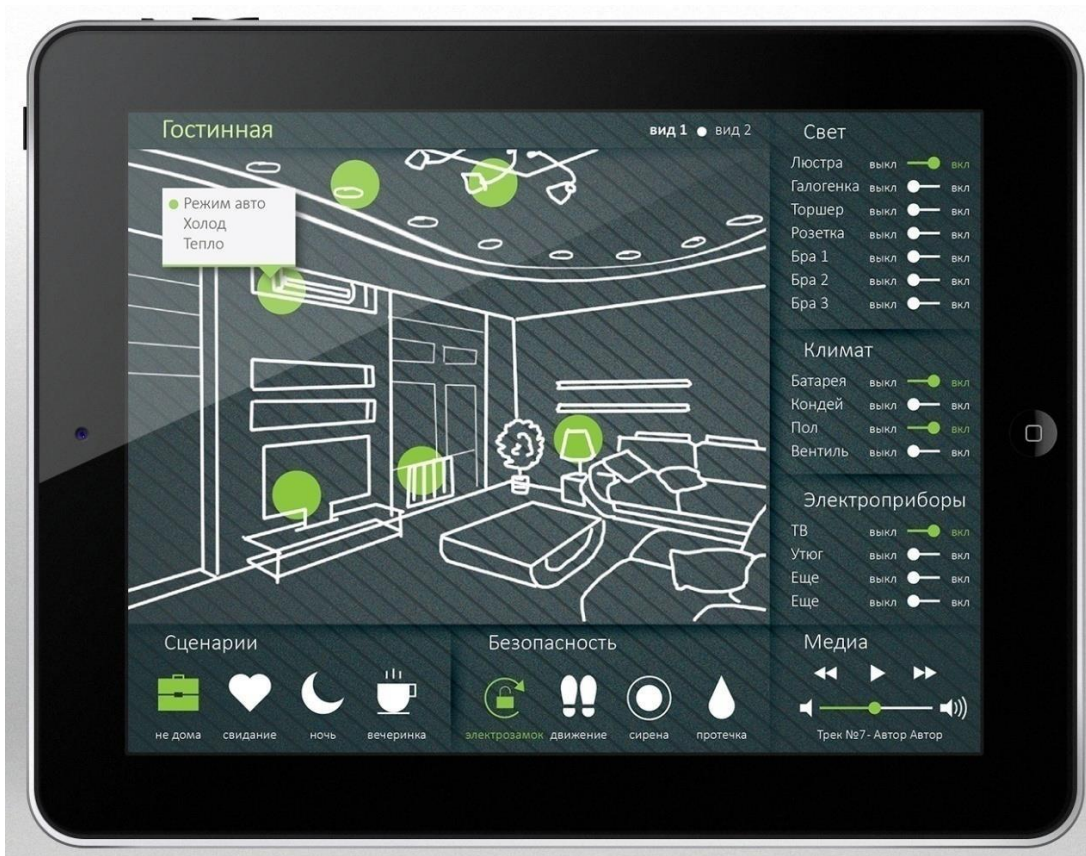 Гостинная
вид 1 вид 2
Режим авто
Холод
Тепло
Свет
Люстра выкл вкл
Галогенка выкл вкл
Торшер выкл вкл
Розетка выкл вкл
Бра 1 выкл вкл
Бра 2 выкл вкл
Бра 3 выкл вкл
Климат
Батарея выкл вкл
Кондей выкл вкл
Пол выкл вкл
Вентиль выкл вкл
Электроприборы
ТВ выкл вкл
Утюг выкл вкл
Еще выкл вкл
Еще выкл вкл
Сценарии
не дома свидание ночь вечеринка
Безопасность
электрозамок движение сирена протечка
Медиа
Трек №7- Автор Автор